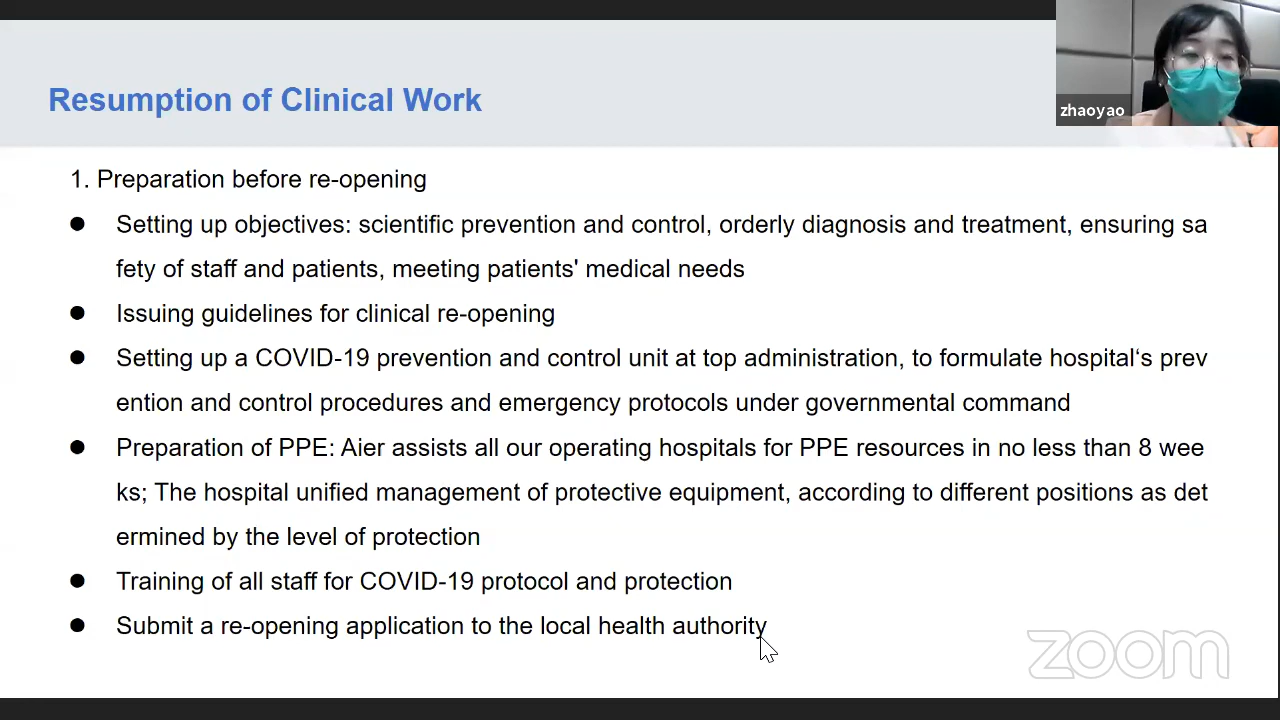 Resumption of Clinical Work
zhaoyao
1. Preparation before re-opening
● Setting up objectives: scientific prevention and control, orderly diagnosis and treatment, ensuring sa
fety of staff and patients, meeting patients' medical needs
● Issuing guidelines for clinical re-opening
● Setting up a COVID-19 prevention and control unit at top administration, to formulate hospital‘s prev
ention and control procedures and emergency protocols under governmental command
● Preparation of PPE: Aier assists all our operating hospitals for PPE resources in no less than 8 wee
ks; The hospital unified management of protective equipment, according to different positions as det
ermined by the level of protection
● Training of all staff for COVID-19 protocol and protection
● Submit a re-opening application to the local health authority
zoom